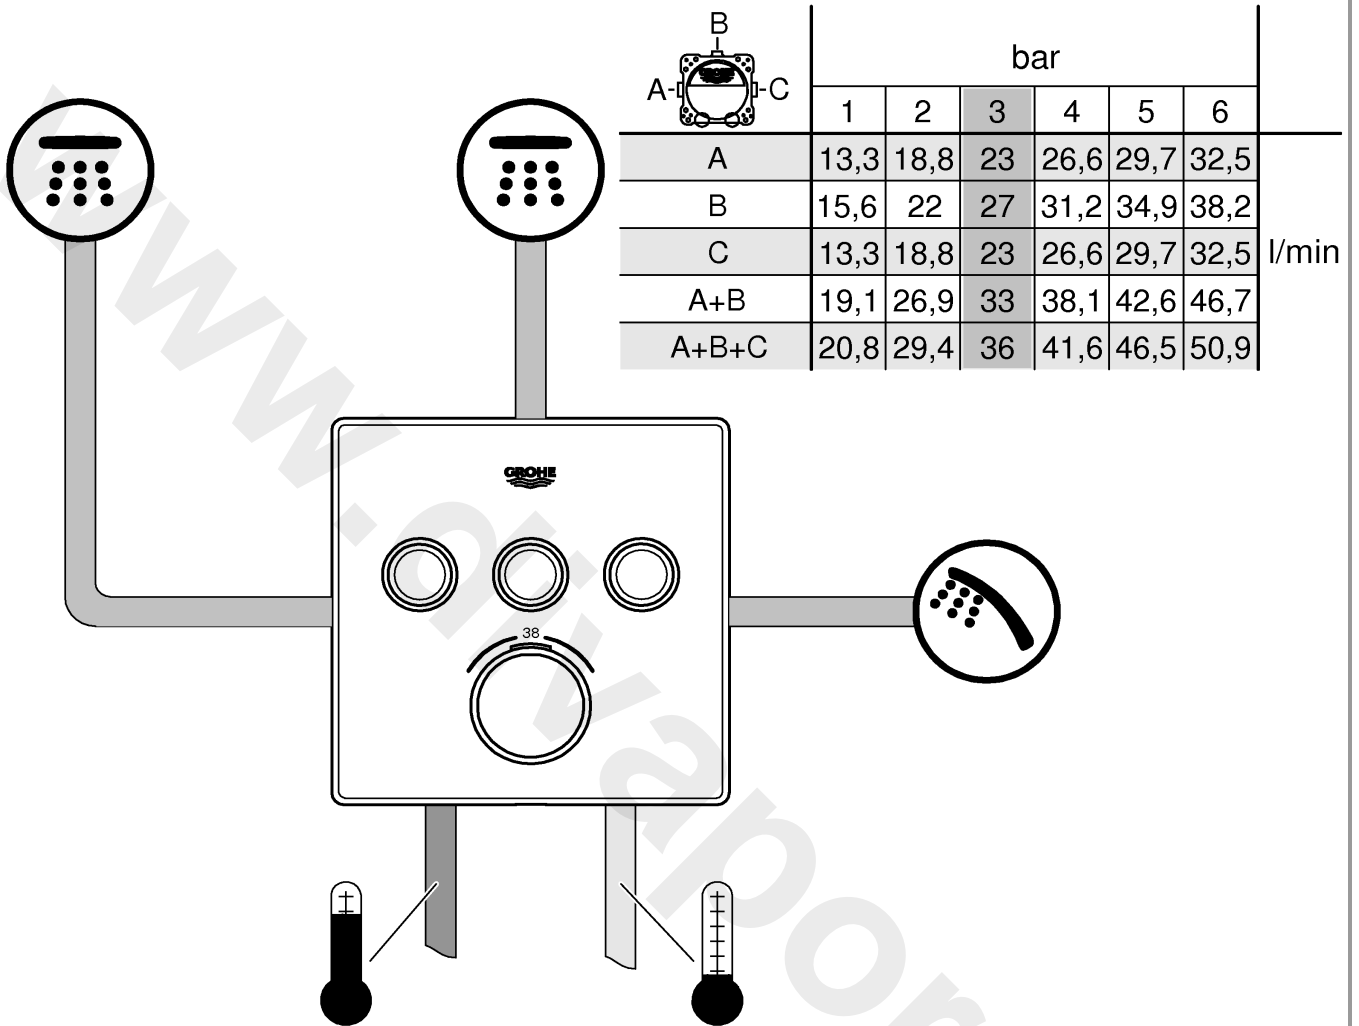 B
A
C
bar
1 2 3 4 5 6
A 13,3 18,8 23 26,6 29,7 32,5
B 15,6 22 27 31,2 34,9 38,2
C 13,3 18,8 23 26,6 29,7 32,5
l/min
A+B 19,1 26,9 33 38,1 42,6 46,7
A+B+C 20,8 29,4 36 41,6 46,5 50,9
GROHE
GROHE
38
www.divapor